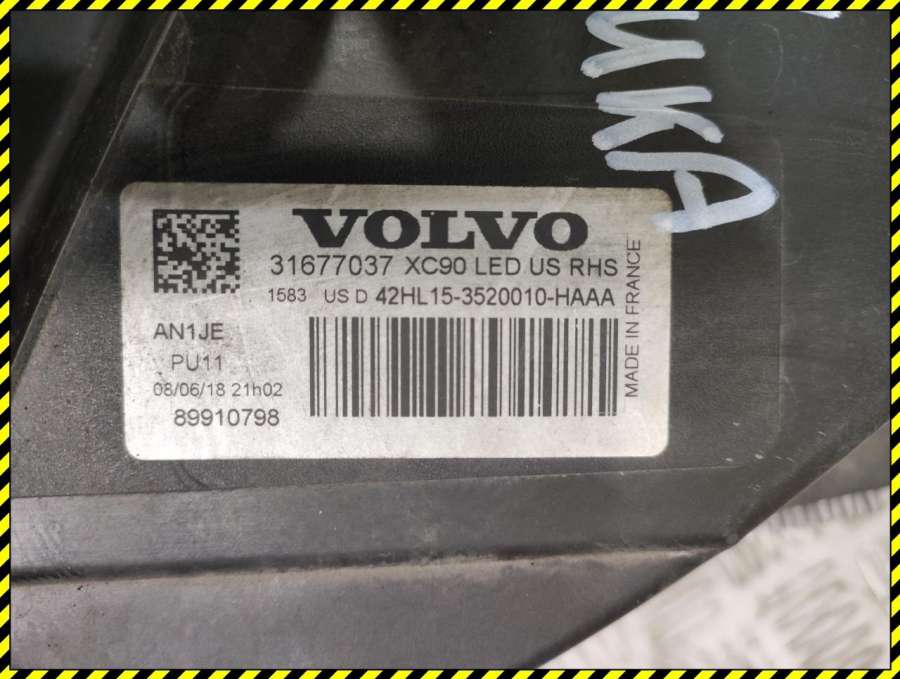 VOLVO
31677037 XC90 LED US RHS
1583 US D 42HL15-3520010-HAAA
AN1JE
PU11
08/06/18 21h02
89910798
MADE IN FRANCE